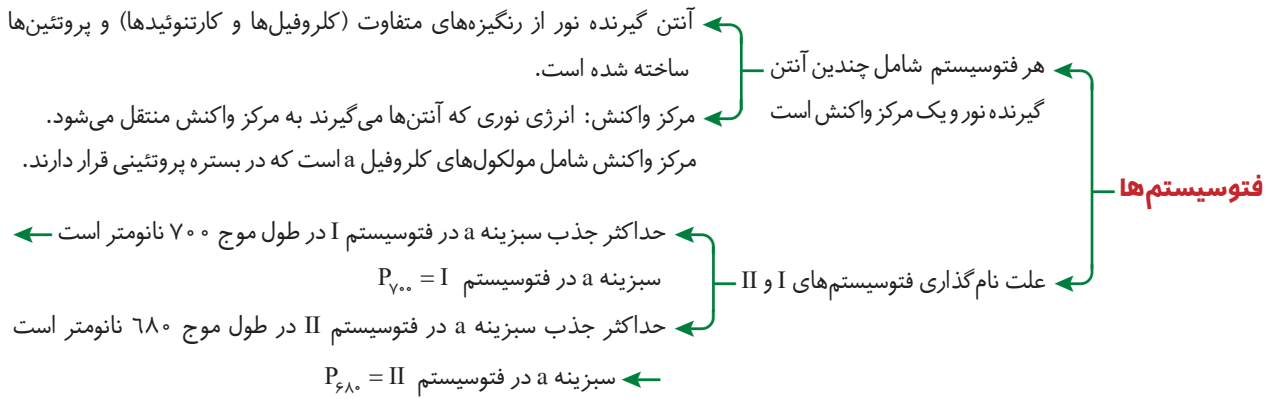 فتوسیستم‌ها
هر فتوسیستم شامل چندین آنتن
گیرنده نور و یک مرکز واکنش است
آنتن گیرنده نور از رنگیزه‌های متفاوت (کلروفیل‌ها و کارتنوئیدها) و پروتئین‌ها
ساخته شده است.
مرکز واکنش: انرژی نوری که آنتن‌ها می‌گیرند به مرکز واکنش منتقل می‌شود.
مرکز واکنش شامل مولکول‌های کلروفیل a است که در بستره پروتئینی قرار دارند.
علت نام‌گذاری فتوسیستم‌های I و II
حداکثر جذب سبزینه a در فتوسیستم I در طول موج ۷۰۰ نانومتر است
سبزینه a در فتوسیستم P₇₀₀ = I
حداکثر جذب سبزینه a در فتوسیستم II در طول موج ۶۸۰ نانومتر است
سبزینه a در فتوسیستم P₆₈₀ = II